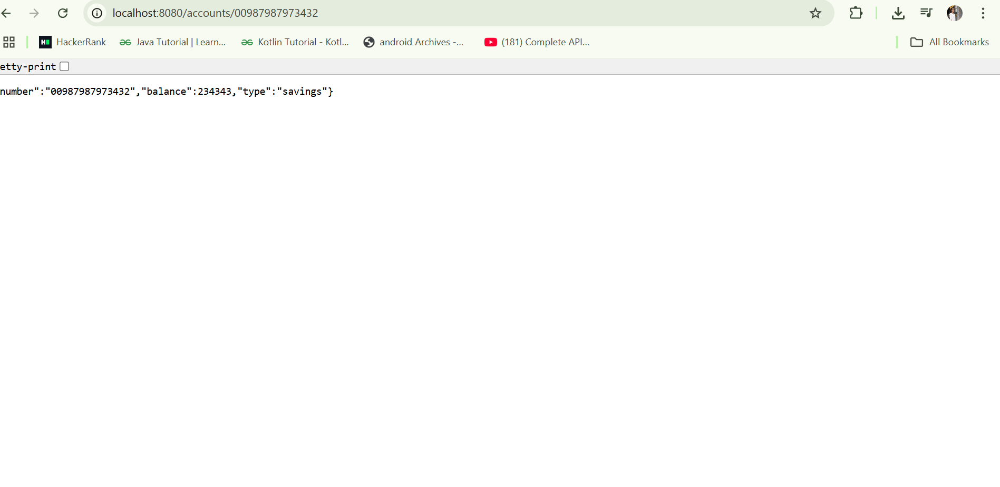 localhost:8080/accounts/00987987973432
HackerRank Java Tutorial | Learn... Kotlin Tutorial - Kotl... android Archives -... (181) Complete API... All Bookmarks
etty-print
number":"00987987973432","balance":234343,"type":"savings"}